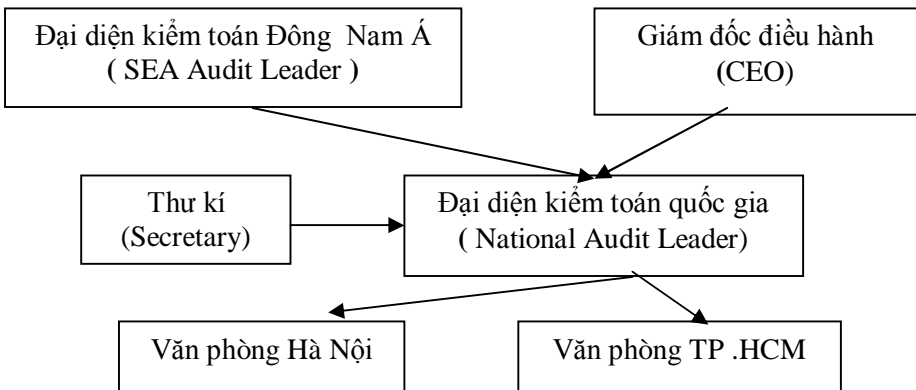 Đại diện kiểm toán Đông Nam Á
( SEA Audit Leader )
Giám đốc điều hành
(CEO)
Thư kí
(Secretary)
Đại diện kiểm toán quốc gia
( National Audit Leader)
Văn phòng Hà Nội
Văn phòng TP .HCM